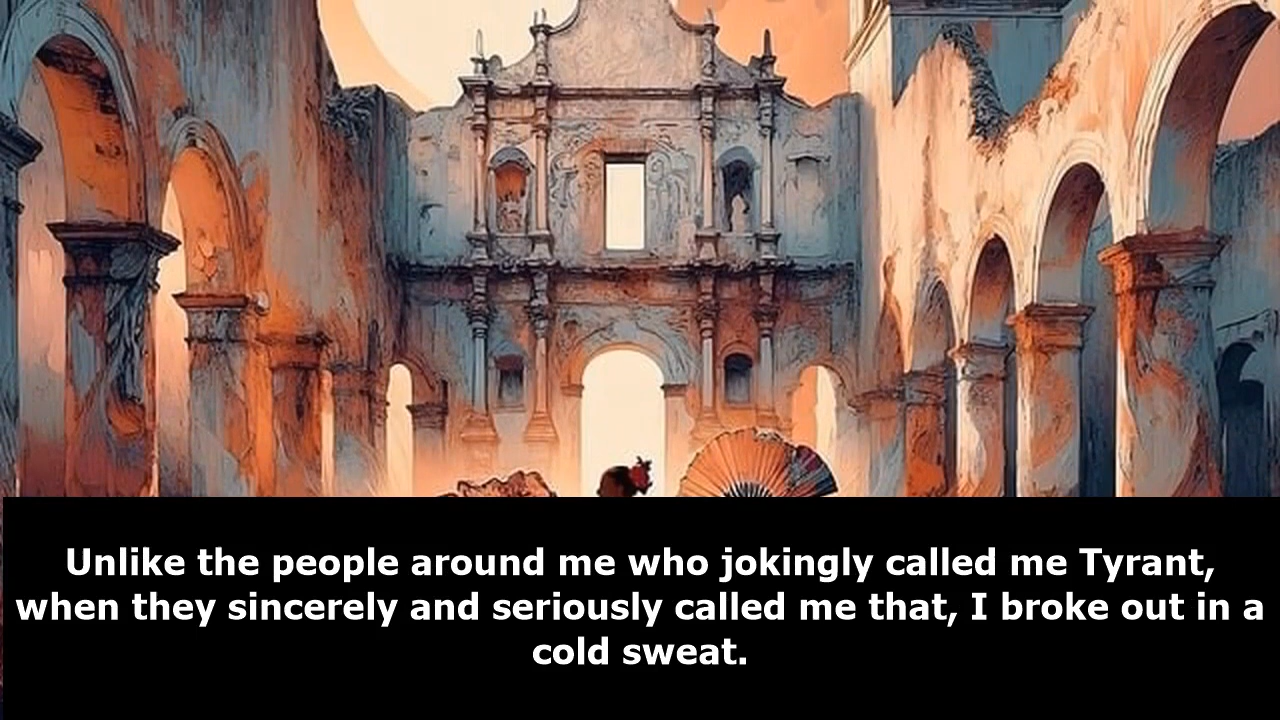 Unlike the people around me who jokingly called me Tyrant,
when they sincerely and seriously called me that, I broke out in a
cold sweat.